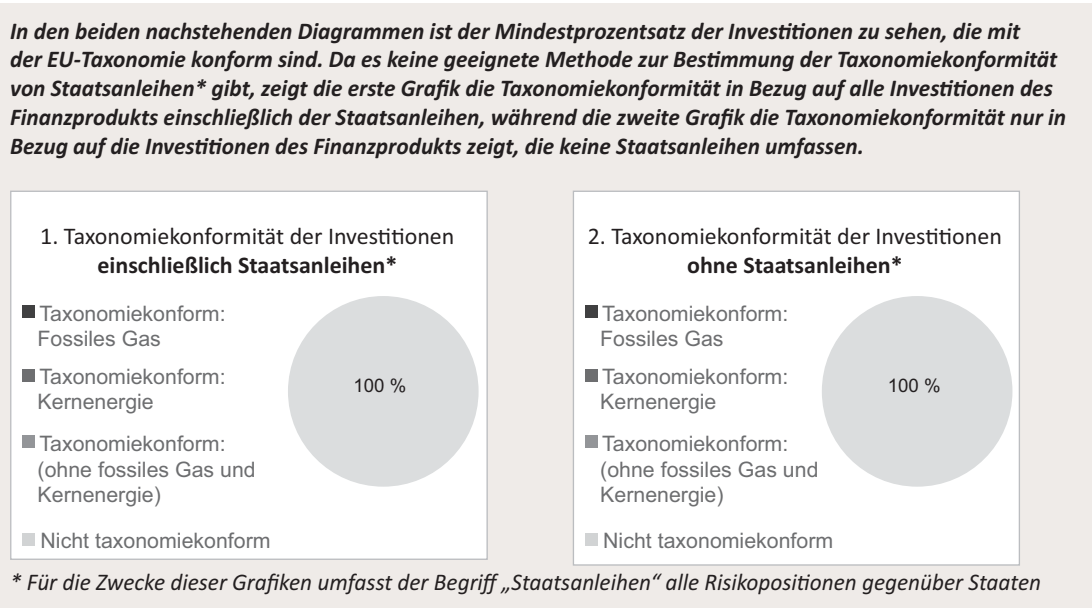 In den beiden nachstehenden Diagrammen ist der Mindestprozentsatz der Investitionen zu sehen, die mit
der EU-Taxonomie konform sind. Da es keine geeignete Methode zur Bestimmung der Taxonomiekonformität
von Staatsanleihen* gibt, zeigt die erste Grafik die Taxonomiekonformität in Bezug auf alle Investitionen des
Finanzprodukts einschließlich der Staatsanleihen, während die zweite Grafik die Taxonomiekonformität nur in
Bezug auf die Investitionen des Finanzprodukts zeigt, die keine Staatsanleihen umfassen.
1. Taxonomiekonformität der Investitionen
einschließlich Staatsanleihen*
Taxonomiekonform:
Fossiles Gas
Taxonomiekonform:
Kernenergie
Taxonomiekonform:
(ohne fossiles Gas und
Kernenergie)
Nicht taxonomiekonform
100 %
2. Taxonomiekonformität der Investitionen
ohne Staatsanleihen*
Taxonomiekonform:
Fossiles Gas
Taxonomiekonform:
Kernenergie
Taxonomiekonform:
(ohne fossiles Gas und
Kernenergie)
Nicht taxonomiekonform
100 %
* Für die Zwecke dieser Grafiken umfasst der Begriff „Staatsanleihen“ alle Risikopositionen gegenüber Staaten